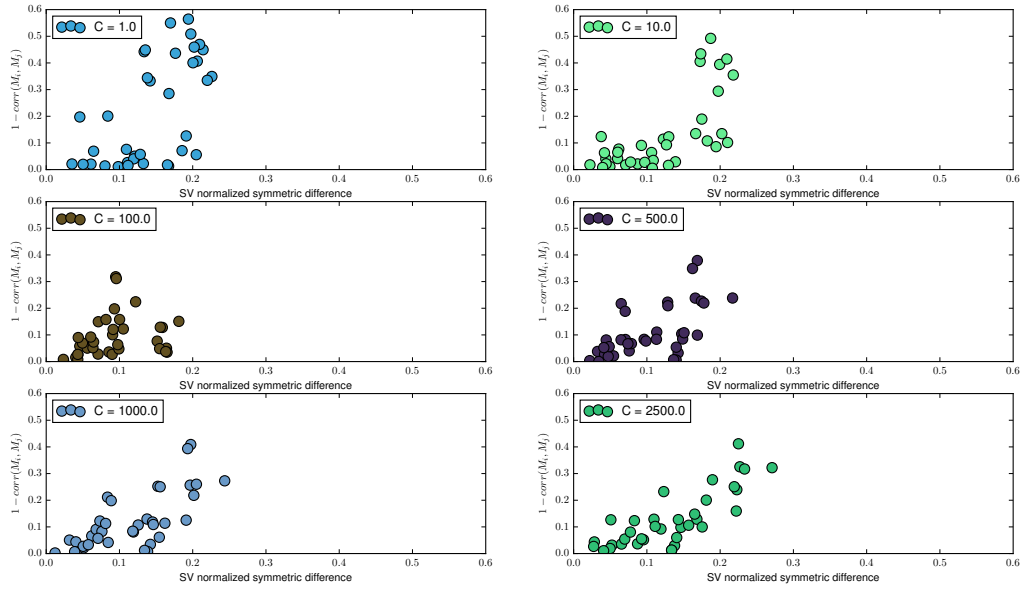 0.6 0.5 0.4 0.3 0.2 0.1 0.0
1 − corr(M_i, M_j)
C = 1.0
0.0 0.1 0.2 0.3 0.4 0.5 0.6
SV normalized symmetric difference
0.6 0.5 0.4 0.3 0.2 0.1 0.0
1 − corr(M_i, M_j)
C = 10.0
0.0 0.1 0.2 0.3 0.4 0.5 0.6
SV normalized symmetric difference
0.6 0.5 0.4 0.3 0.2 0.1 0.0
1 − corr(M_i, M_j)
C = 100.0
0.0 0.1 0.2 0.3 0.4 0.5 0.6
SV normalized symmetric difference
0.6 0.5 0.4 0.3 0.2 0.1 0.0
1 − corr(M_i, M_j)
C = 500.0
0.0 0.1 0.2 0.3 0.4 0.5 0.6
SV normalized symmetric difference
0.6 0.5 0.4 0.3 0.2 0.1 0.0
1 − corr(M_i, M_j)
C = 1000.0
0.0 0.1 0.2 0.3 0.4 0.5 0.6
SV normalized symmetric difference
0.6 0.5 0.4 0.3 0.2 0.1 0.0
1 − corr(M_i, M_j)
C = 2500.0
0.0 0.1 0.2 0.3 0.4 0.5 0.6
SV normalized symmetric difference